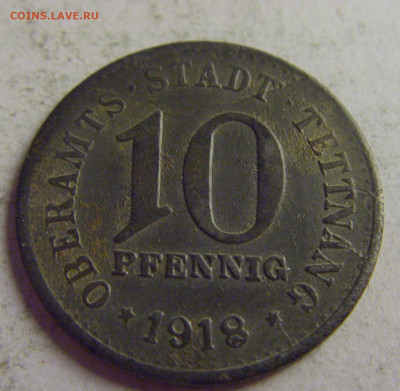 COINS.LAVE.RU
OBERAMTS · STADT · TETTNANG
10
PFENNIG
* 1918 *